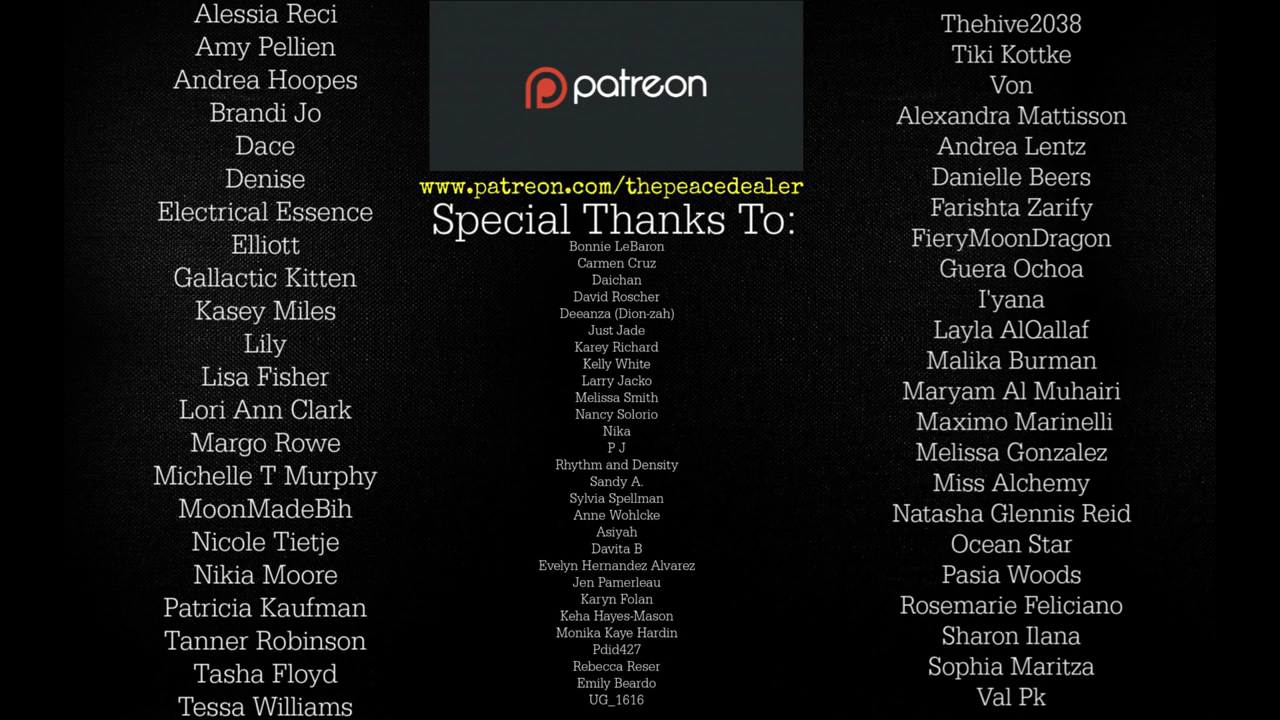 Alessia Reci
Amy Pellien
Andrea Hoopes
Brandi Jo
Dace
Denise
Electrical Essence
Elliott
Gallactic Kitten
Kasey Miles
Lily
Lisa Fisher
Lori Ann Clark
Margo Rowe
Michelle T Murphy
MoonMadeBih
Nicole Tietje
Nikia Moore
Patricia Kaufman
Tanner Robinson
Tasha Floyd
Tessa Williams
patreon
www.patreon.com/thepeacedealer
Special Thanks To:
Bonnie LeBaron
Carmen Cruz
Daichan
David Roscher
Deeanza (Dion-zah)
Just Jade
Karey Richard
Kelly White
Larry Jacko
Melissa Smith
Nancy Solorio
Nika
P J
Rhythm and Density
Sandy A.
Sylvia Spellman
Anne Wohlcke
Asiyah
Davita B
Evelyn Hernandez Alvarez
Jen Pamerleau
Karyn Folan
Keha Hayes-Mason
Monika Kaye Hardin
Pdid427
Rebecca Reser
Emily Beardo
UG_1616
Thehive2038
Tiki Kottke
Von
Alexandra Mattisson
Andrea Lentz
Danielle Beers
Farishta Zarify
FieryMoonDragon
Guera Ochoa
I'yana
Layla AlQallaf
Malika Burman
Maryam Al Muhairi
Maximo Marinelli
Melissa Gonzalez
Miss Alchemy
Natasha Glennis Reid
Ocean Star
Pasia Woods
Rosemarie Feliciano
Sharon Ilana
Sophia Maritza
Val Pk